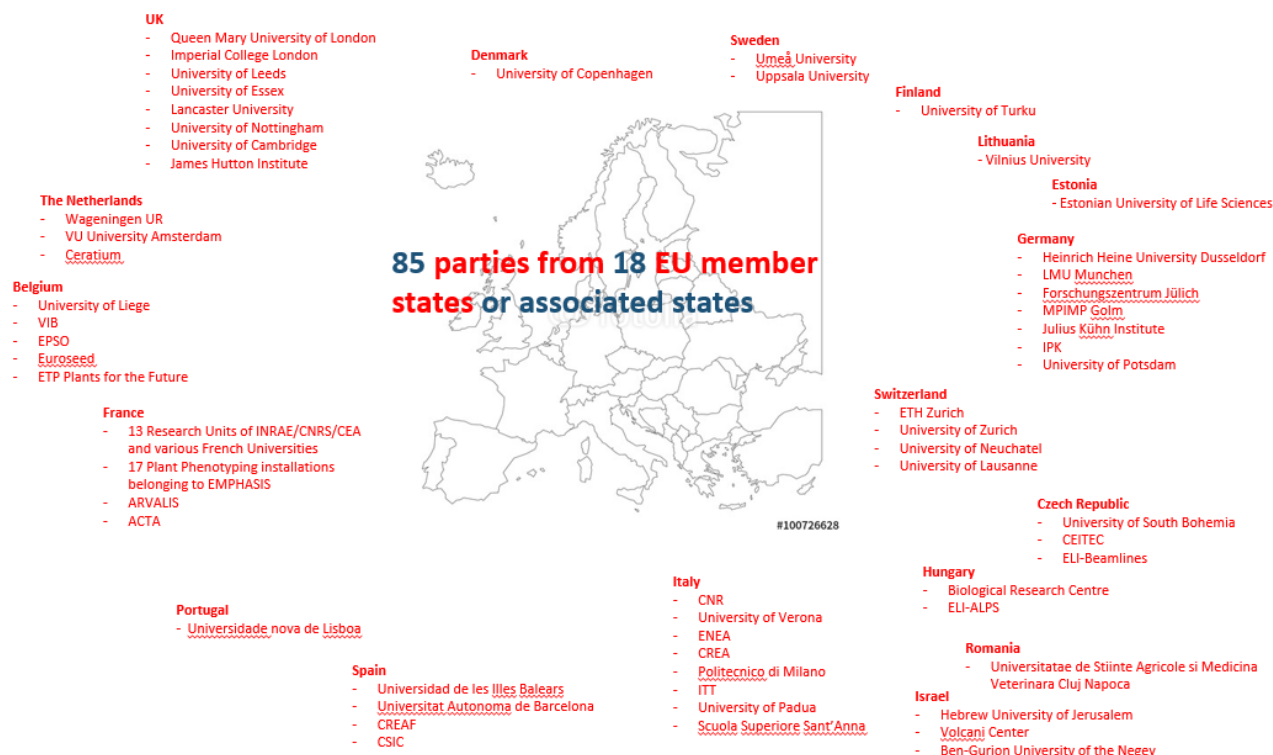 UK
- Queen Mary University of London
- Imperial College London
- University of Leeds
- University of Essex
- Lancaster University
- University of Nottingham
- University of Cambridge
- James Hutton Institute
Denmark
- University of Copenhagen
Sweden
- Umeå University
- Uppsala University
Finland
- University of Turku
Lithuania
- Vilnius University
Estonia
- Estonian University of Life Sciences
The Netherlands
- Wageningen UR
- VU University Amsterdam
- Ceratium
Germany
- Heinrich Heine University Dusseldorf
- LMU Munchen
- Forschungszentrum Jülich
- MPIMP Golm
- Julius Kühn Institute
- IPK
- University of Potsdam
85 parties from 18 EU member
states or associated states
Belgium
- University of Liege
- VIB
- EPSO
- Euroseed
- ETP Plants for the Future
Switzerland
- ETH Zurich
- University of Zurich
- University of Neuchatel
- University of Lausanne
France
- 13 Research Units of INRAE/CNRS/CEA
and various French Universities
- 17 Plant Phenotyping installations
belonging to EMPHASIS
- ARVALIS
- ACTA
#100726628
Czech Republic
- University of South Bohemia
- CEITEC
- ELI-Beamlines
Hungary
- Biological Research Centre
- ELI-ALPS
Italy
- CNR
- University of Verona
- ENEA
- CREA
- Politecnico di Milano
- ITT
- University of Padua
- Scuola Superiore Sant'Anna
Portugal
- Universidade nova de Lisboa
Romania
- Universitatae de Stiinte Agricole si Medicina
Veterinara Cluj Napoca
Spain
- Universidad de les Illes Balears
- Universitat Autonoma de Barcelona
- CREAF
- CSIC
Israel
- Hebrew University of Jerusalem
- Volcani Center
- Ben-Gurion University of the Negev